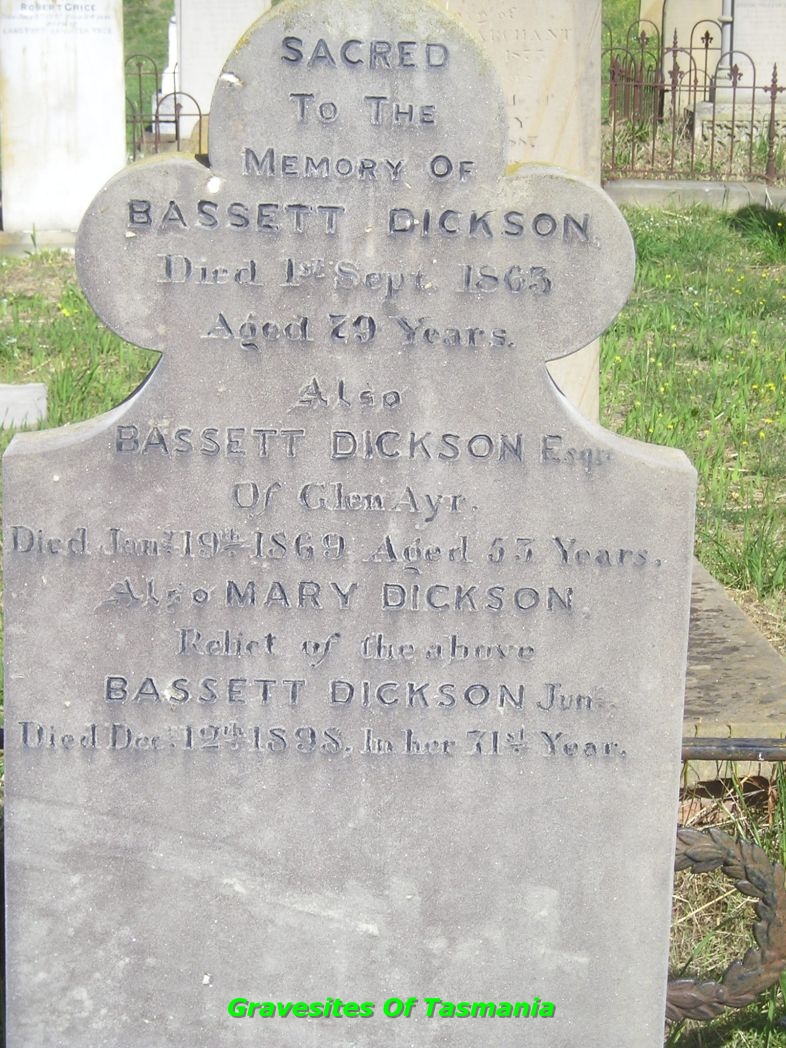 SACRED
TO THE
MEMORY OF
BASSETT DICKSON,
Died 1st Sept. 1863
Aged 79 Years.
Also
BASSETT DICKSON Esqr.
Of Glen Ayr.
Died Jany. 19th 1869 Aged 53 Years.
Also MARY DICKSON,
Relict of the above
BASSETT DICKSON Junr.
Died Dec. 12th 1898, In her 71st Year.
ROBERT GRICE
Gravesites Of Tasmania